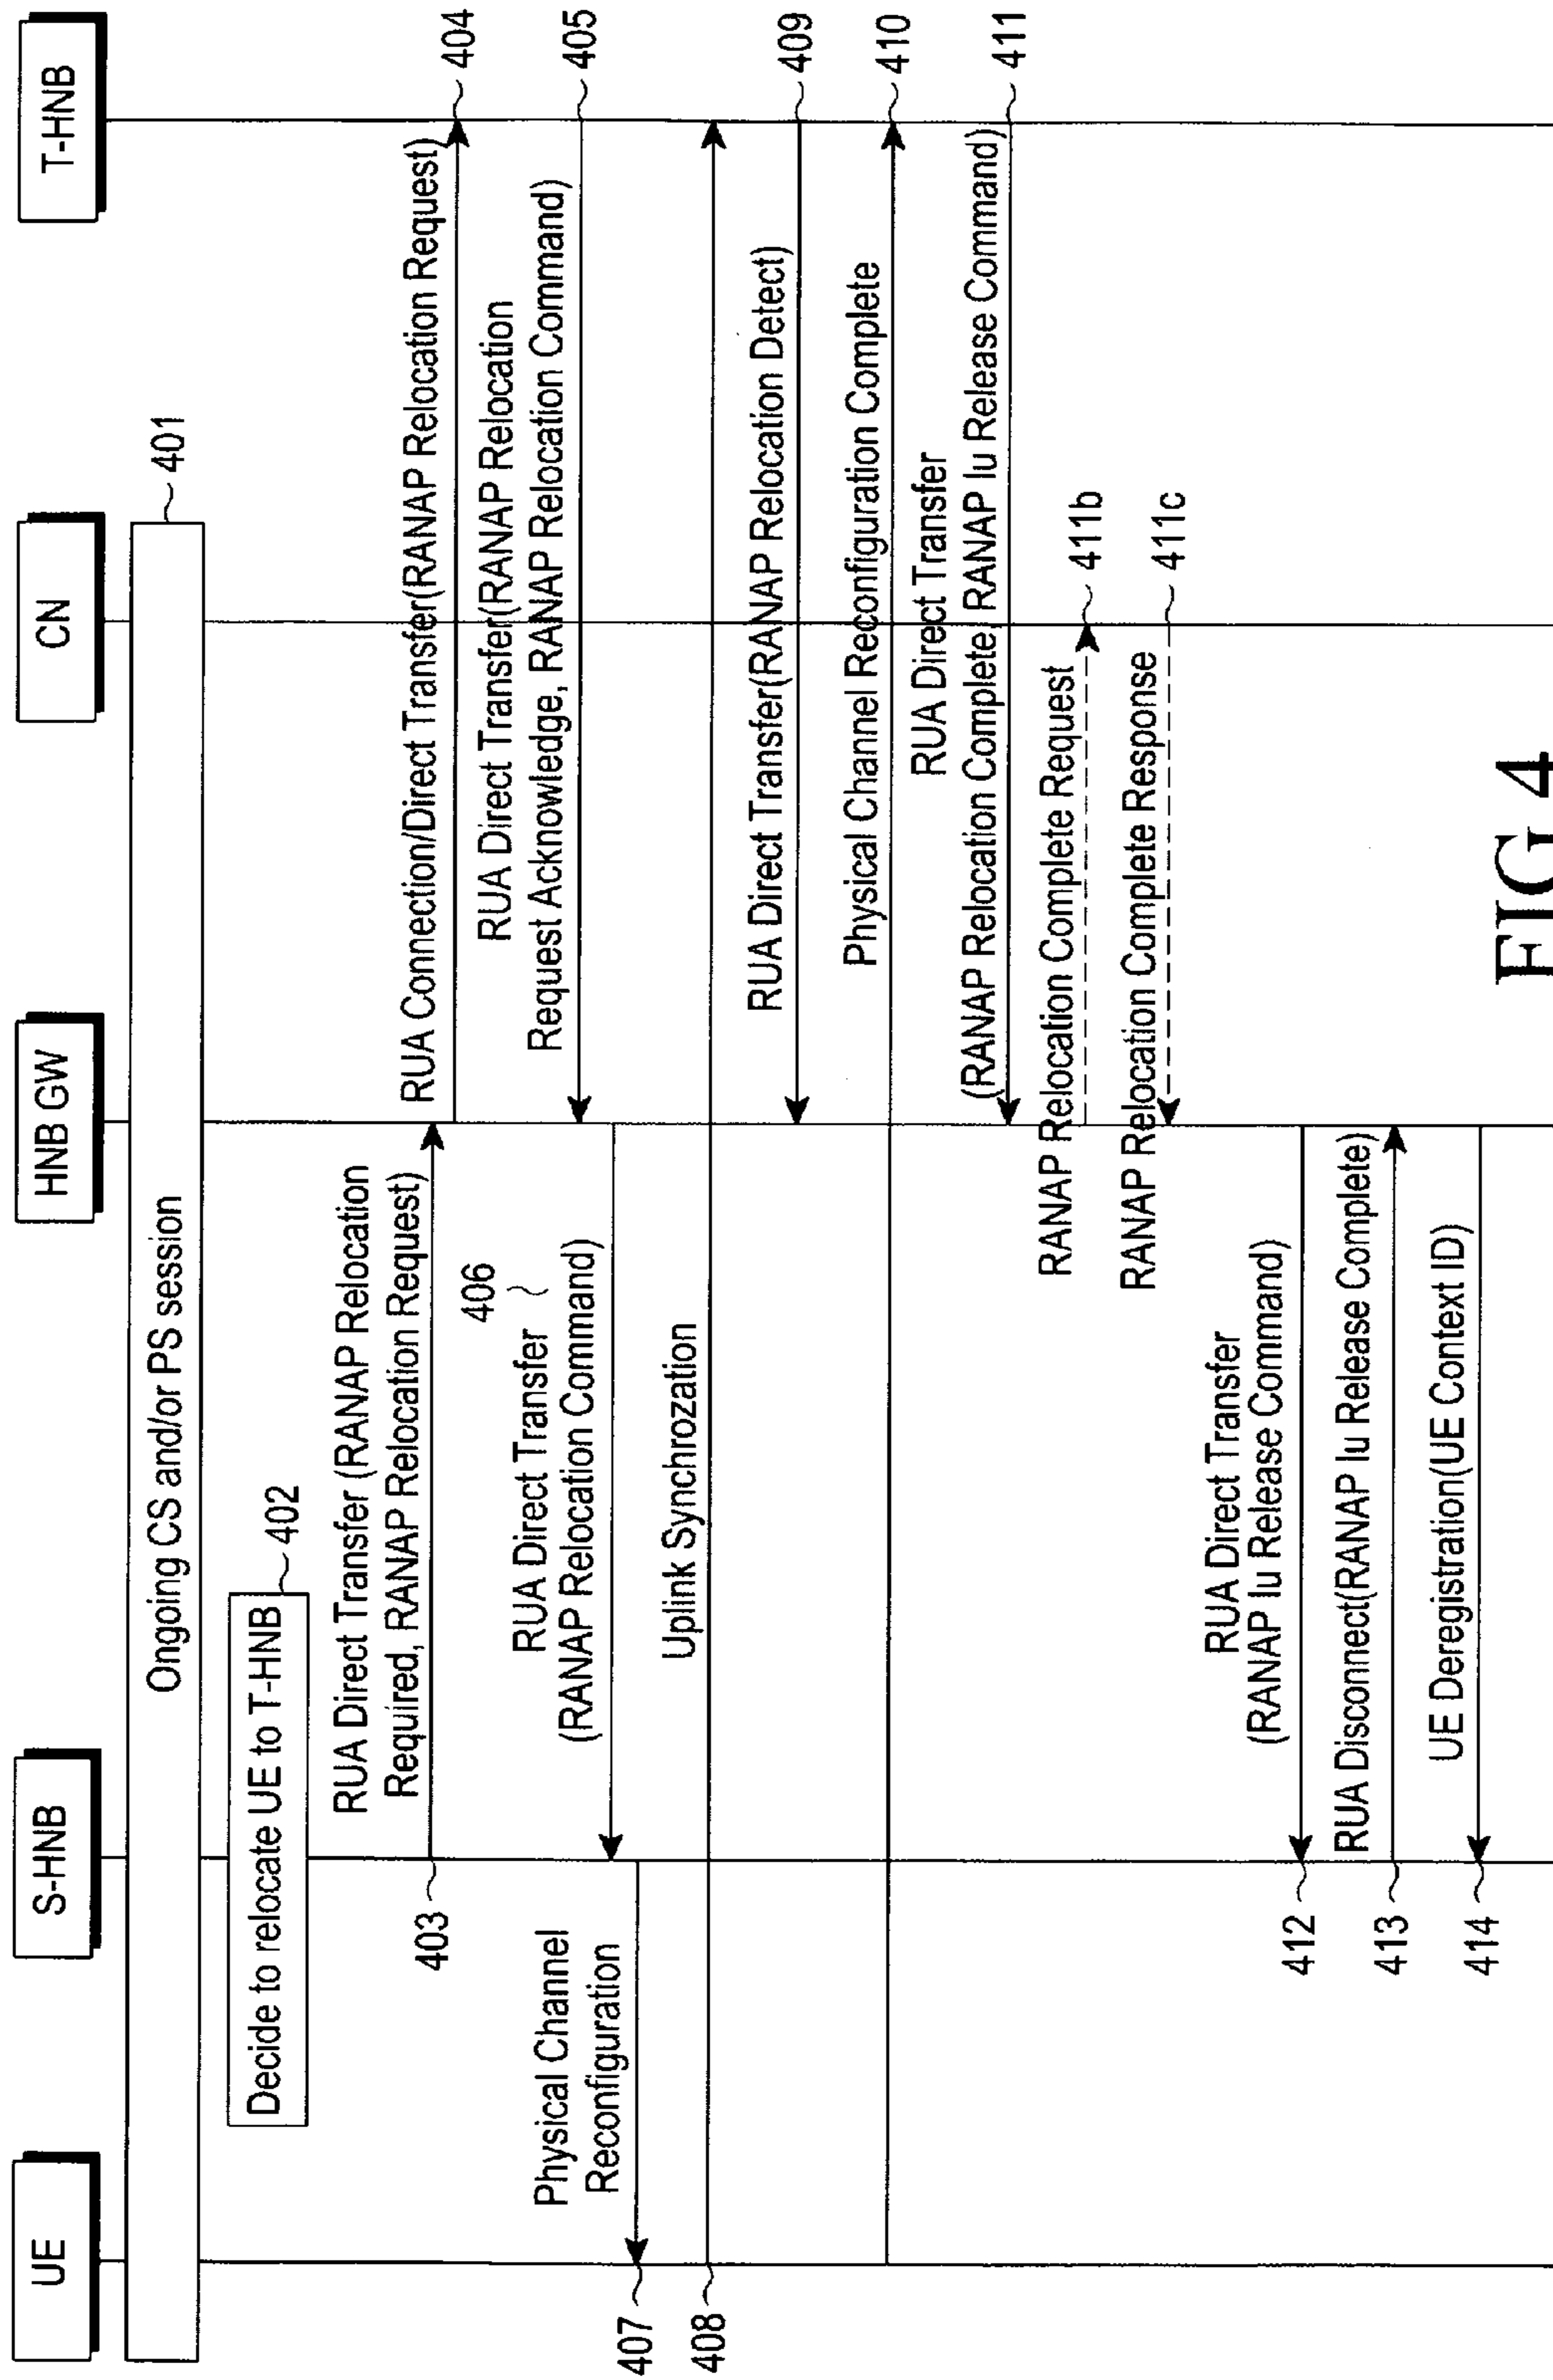 UE
S-HNB
HNB GW
CN
T-HNB
Ongoing CS and/or PS session
401
Decide to relocate UE to T-HNB
402
RUA Direct Transfer (RANAP Relocation
Required, RANAP Relocation Request)
403
RUA Connection/Direct Transfer(RANAP Relocation Request)
404
RUA Direct Transfer(RANAP Relocation
Request Acknowledge, RANAP Relocation Command)
405
406
RUA Direct Transfer
(RANAP Relocation Command)
Physical Channel
Reconfiguration
407
Uplink Synchrozation
408
RUA Direct Transfer(RANAP Relocation Detect)
409
Physical Channel Reconfiguration Complete
410
RUA Direct Transfer
(RANAP Relocation Complete, RANAP Iu Release Command)
411
RANAP Relocation Complete Request
411b
RANAP Relocation Complete Response
411c
RUA Direct Transfer
(RANAP Iu Release Command)
412
RUA Disconnect(RANAP Iu Release Complete)
413
UE Deregistration(UE Context ID)
414
FIG 4